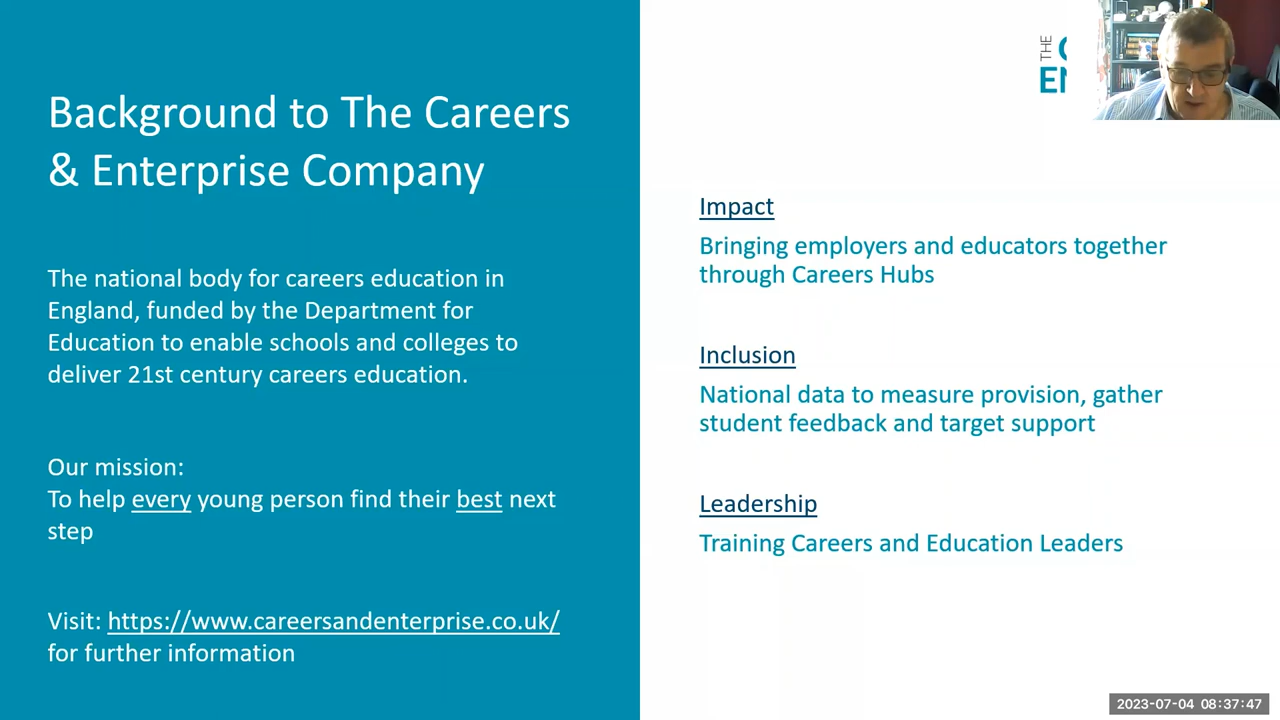 Background to The Careers
& Enterprise Company
The national body for careers education in
England, funded by the Department for
Education to enable schools and colleges to
deliver 21st century careers education.
Our mission:
To help every young person find their best next
step
Visit: https://www.careersandenterprise.co.uk/
for further information
THE
Impact
Bringing employers and educators together
through Careers Hubs
Inclusion
National data to measure provision, gather
student feedback and target support
Leadership
Training Careers and Education Leaders
2023-07-04 08:37:47